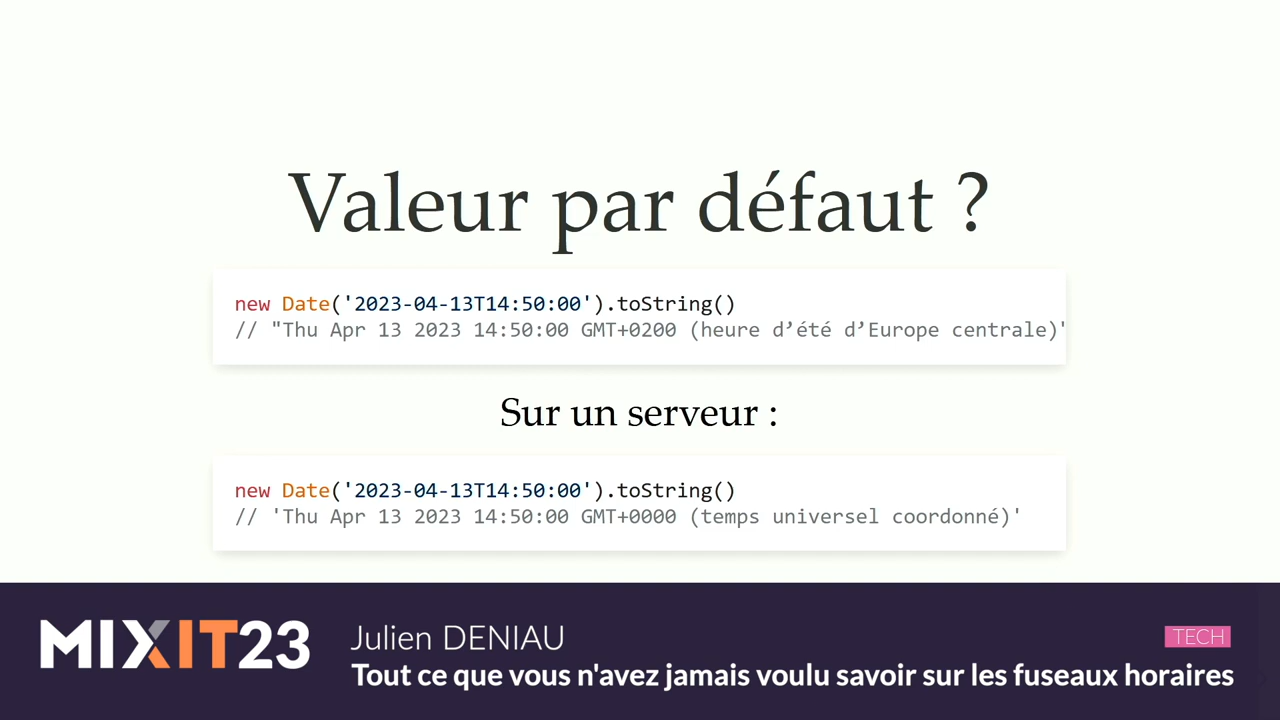 Valeur par défaut ?
new Date('2023-04-13T14:50:00').toString()
// "Thu Apr 13 2023 14:50:00 GMT+0200 (heure d’été d’Europe centrale)"
Sur un serveur :
new Date('2023-04-13T14:50:00').toString()
// 'Thu Apr 13 2023 14:50:00 GMT+0000 (temps universel coordonné)'
MIXIT23
Julien DENIAU
TECH
Tout ce que vous n'avez jamais voulu savoir sur les fuseaux horaires